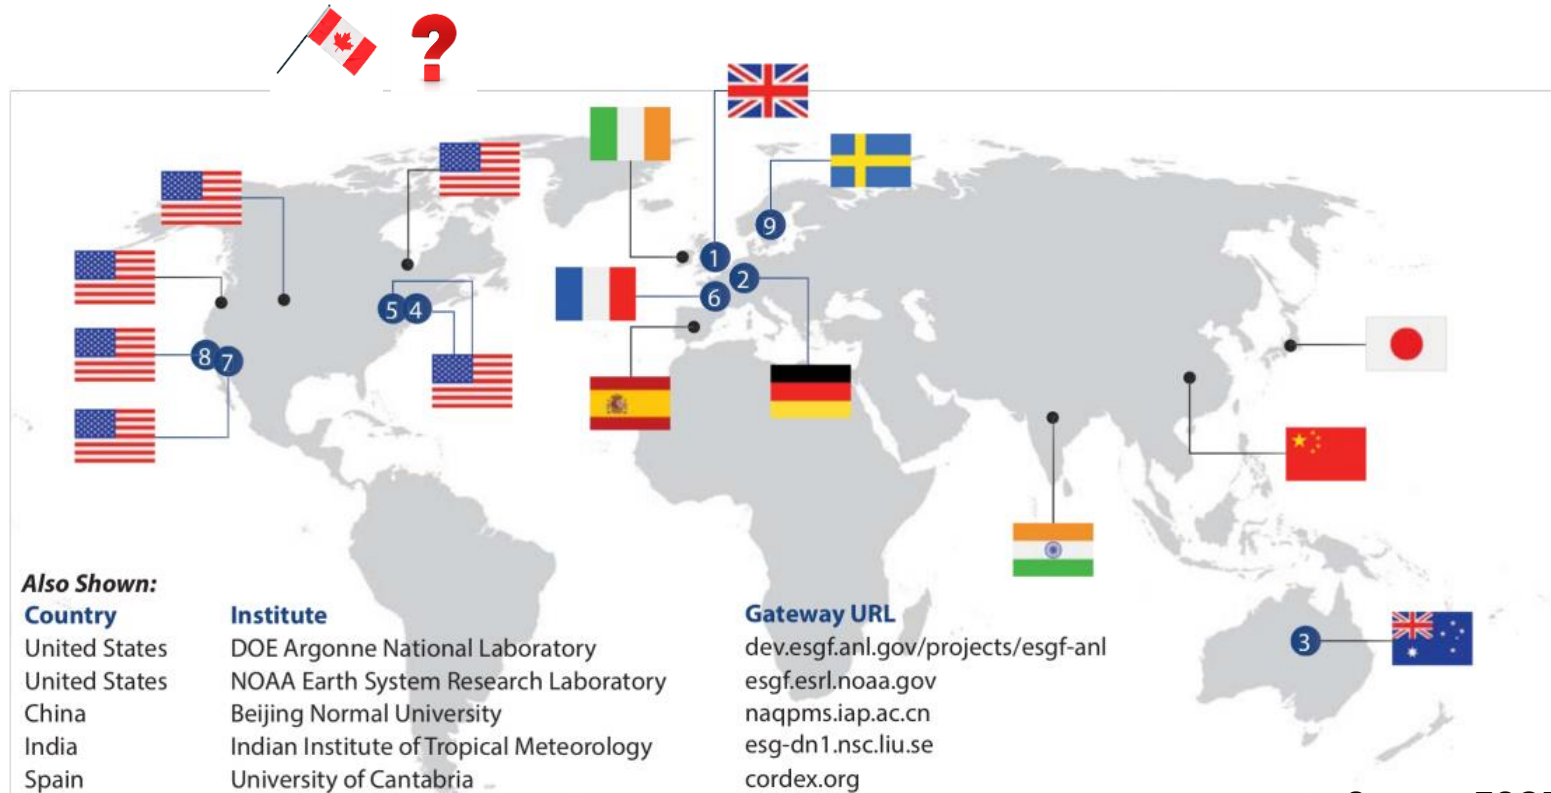 ?
1
9
2
6
5 4
8 7
3
Also Shown:
Country Institute Gateway URL
United States DOE Argonne National Laboratory dev.esgf.anl.gov/projects/esgf-anl
United States NOAA Earth System Research Laboratory esgf.esrl.noaa.gov
China Beijing Normal University naqpms.iap.ac.cn
India Indian Institute of Tropical Meteorology esg-dn1.nsc.liu.se
Spain University of Cantabria cordex.org